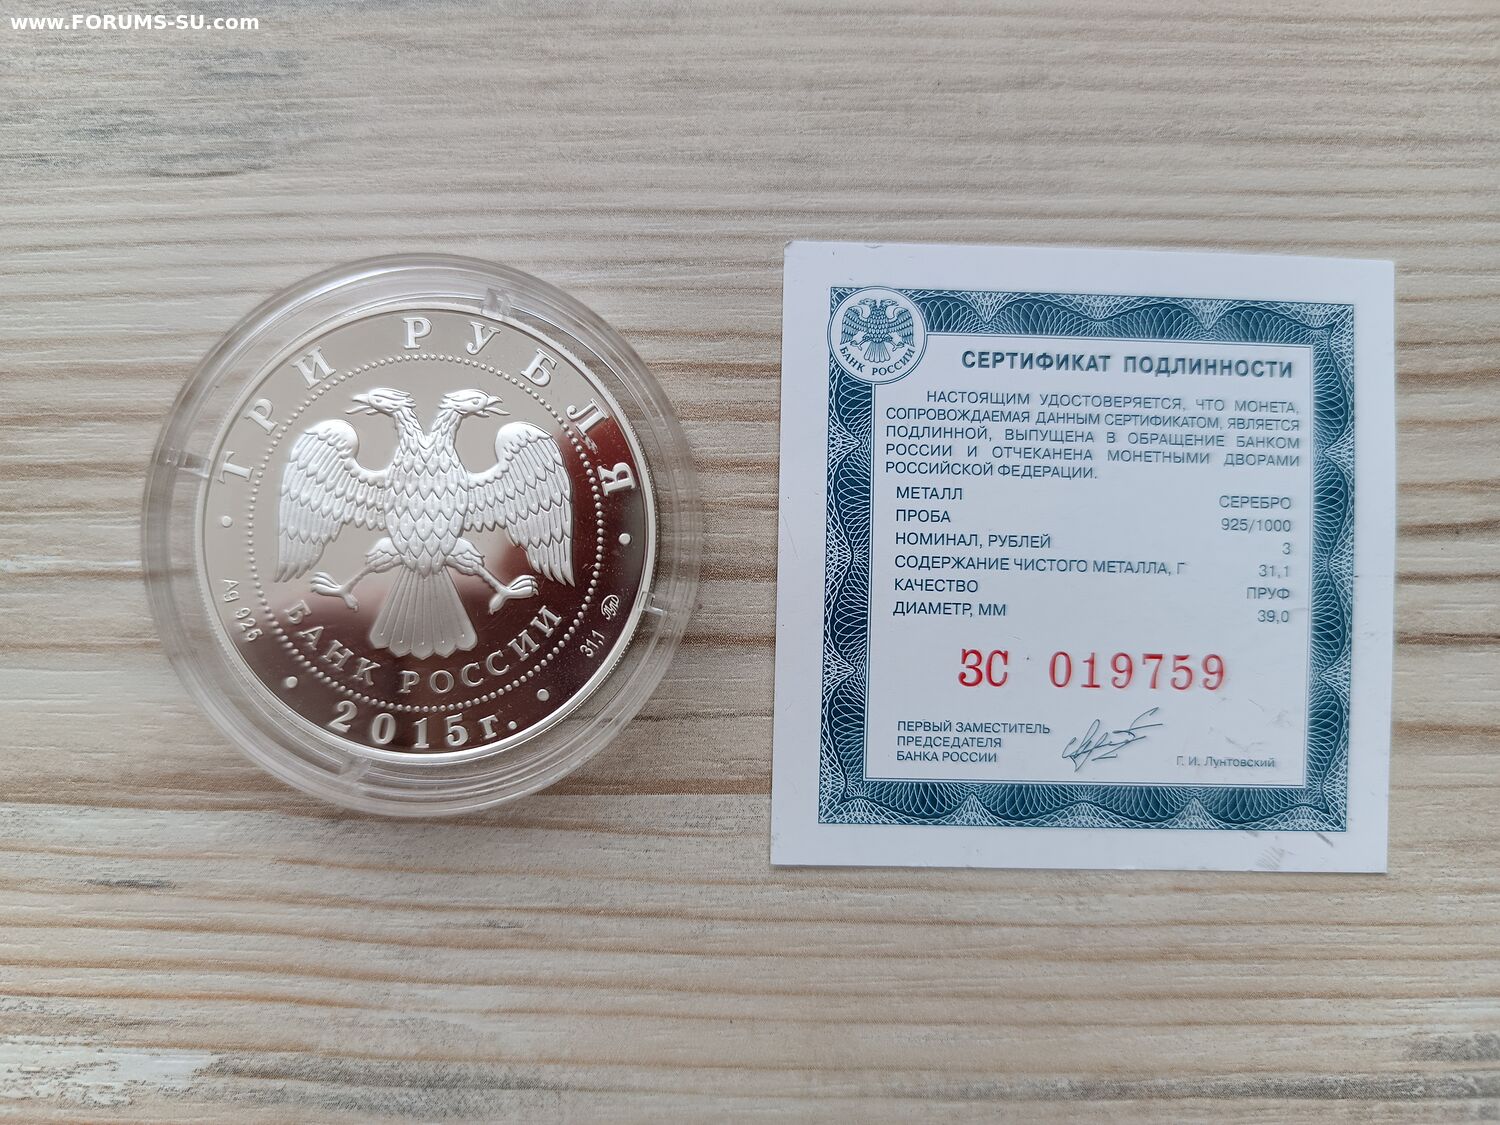 www.FORUMS-SU.com
ТРИ РУБЛЯ
Ag 925
БАНК РОССИИ
31,1
2015г.
БАНК РОССИИ
СЕРТИФИКАТ ПОДЛИННОСТИ
НАСТОЯЩИМ УДОСТОВЕРЯЕТСЯ, ЧТО МОНЕТА,
СОПРОВОЖДАЕМАЯ ДАННЫМ СЕРТИФИКАТОМ, ЯВЛЯЕТСЯ
ПОДЛИННОЙ, ВЫПУЩЕНА В ОБРАЩЕНИЕ БАНКОМ
РОССИИ И ОТЧЕКАНЕНА МОНЕТНЫМИ ДВОРАМИ
РОССИЙСКОЙ ФЕДЕРАЦИИ.
МЕТАЛЛ СЕРЕБРО
ПРОБА 925/1000
НОМИНАЛ, РУБЛЕЙ 3
СОДЕРЖАНИЕ ЧИСТОГО МЕТАЛЛА, Г 31,1
КАЧЕСТВО ПРУФ
ДИАМЕТР, ММ 39,0
ЗС 019759
ПЕРВЫЙ ЗАМЕСТИТЕЛЬ
ПРЕДСЕДАТЕЛЯ
БАНКА РОССИИ
Г. И. Лунтовский